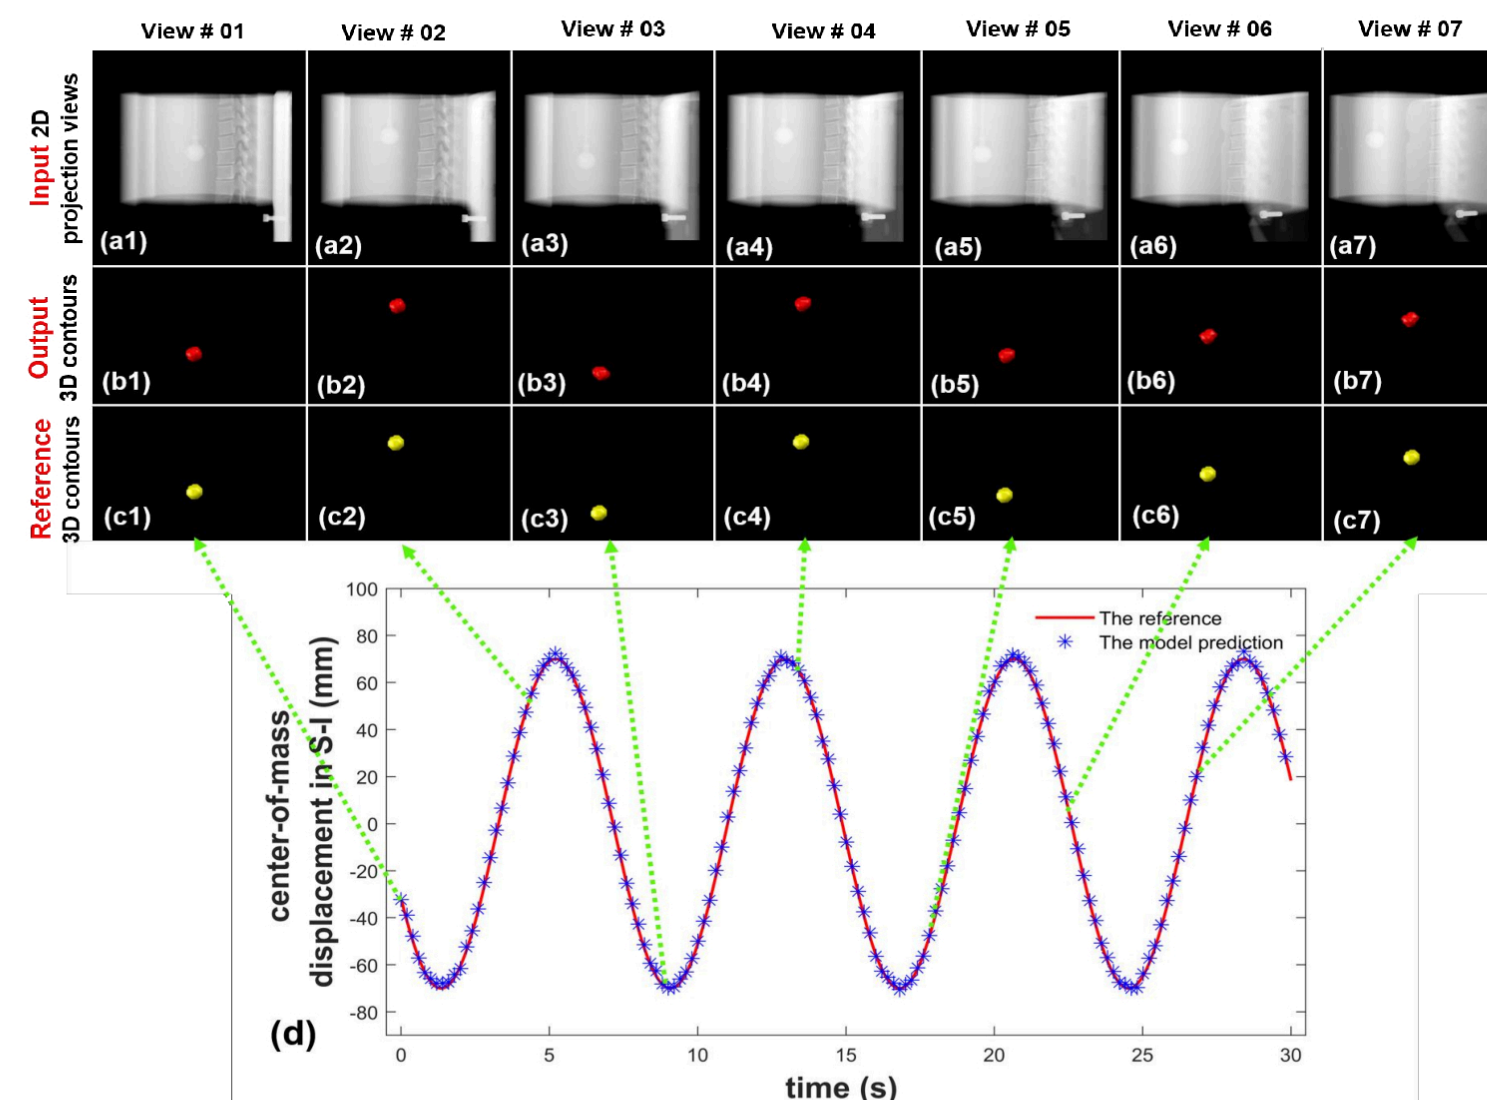 View # 01 View # 02 View # 03 View # 04 View # 05 View # 06 View # 07
Input 2D
projection views
(a1) (a2) (a3) (a4) (a5) (a6) (a7)
Output
3D contours
(b1) (b2) (b3) (b4) (b5) (b6) (b7)
Reference
3D contours
(c1) (c2) (c3) (c4) (c5) (c6) (c7)
100
80
60
40
20
0
-20
-40
-60
-80
center-of-mass
displacement in S-I (mm)
The reference
The model prediction
(d)
0 5 10 15 20 25 30
time (s)